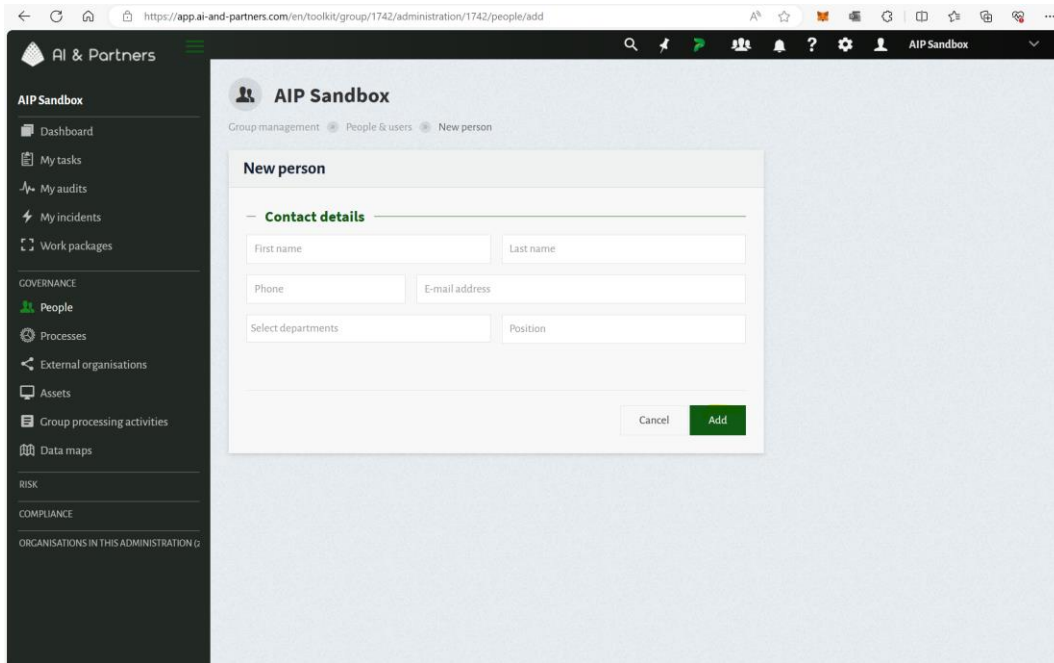 https://app.ai-and-partners.com/en/toolkit/group/1742/administration/1742/people/add
AI & Partners
AIP Sandbox
AIP Sandbox
Dashboard
My tasks
My audits
My incidents
Work packages
GOVERNANCE
People
Processes
External organisations
Assets
Group processing activities
Data maps
RISK
COMPLIANCE
ORGANISATIONS IN THIS ADMINISTRATION (2
AIP Sandbox
Group management People & users New person
New person
Contact details
First name Last name
Phone E-mail address
Select departments Position
Cancel Add